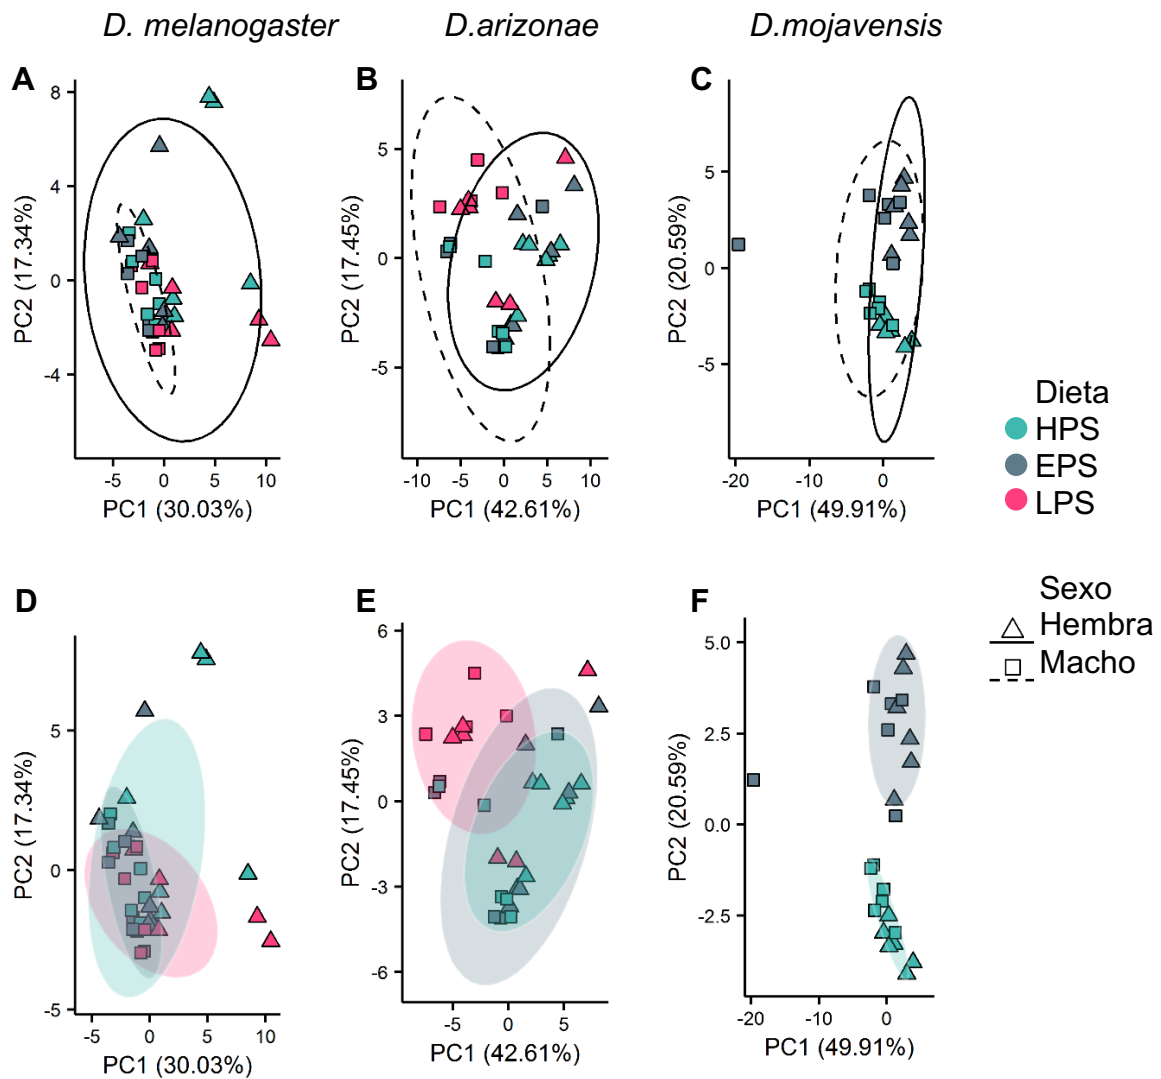 D. melanogaster D.arizonae D.mojavensis
A B C
8
4
0
-4
PC2 (17.34%)
-5 0 5 10
PC1 (30.03%)
5
0
-5
PC2 (17.45%)
-10 -5 0 5 10
PC1 (42.61%)
5
0
-5
PC2 (20.59%)
-20 -10 0
PC1 (49.91%)
Dieta
HPS
EPS
LPS
Sexo
Hembra
Macho
D E F
5
0
-5
PC2 (17.34%)
-5 0 5 10
PC1 (30.03%)
6
3
0
-3
-6
PC2 (17.45%)
-5 0 5
PC1 (42.61%)
5.0
2.5
0.0
-2.5
PC2 (20.59%)
-20 -10 0
PC1 (49.91%)